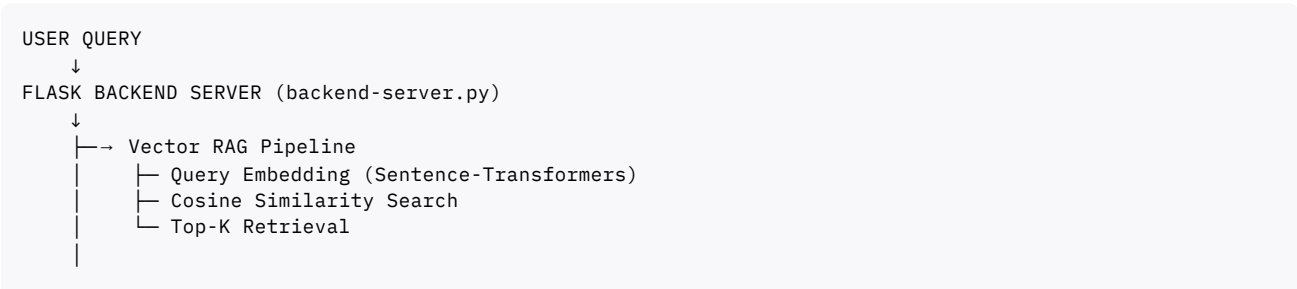 USER QUERY
↓
FLASK BACKEND SERVER (backend-server.py)
↓
├─→ Vector RAG Pipeline
│    ├─ Query Embedding (Sentence-Transformers)
│    ├─ Cosine Similarity Search
│    └─ Top-K Retrieval
│